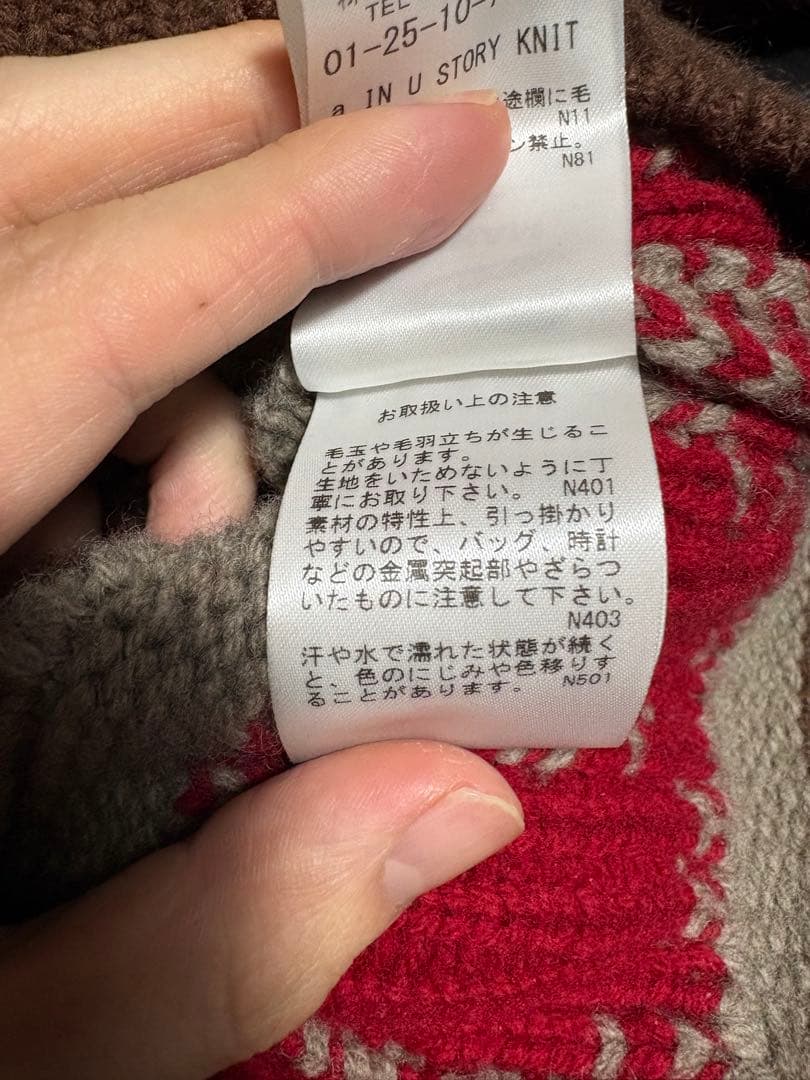 TEL
01-25-10-
a IN U STORY KNIT
途欄に毛
N11
ン禁止。
N81
お取扱い上の注意
毛玉や毛羽立ちが生じるこ
とがあります。
生地をいためないように丁
寧にお取り下さい。 N401
素材の特性上、引っ掛かり
やすいので、バッグ、時計
などの金属突起部やざらつ
いたものに注意して下さい。
N403
汗や水で濡れた状態が続く
と、色のにじみや色移りす
ることがあります。 N501